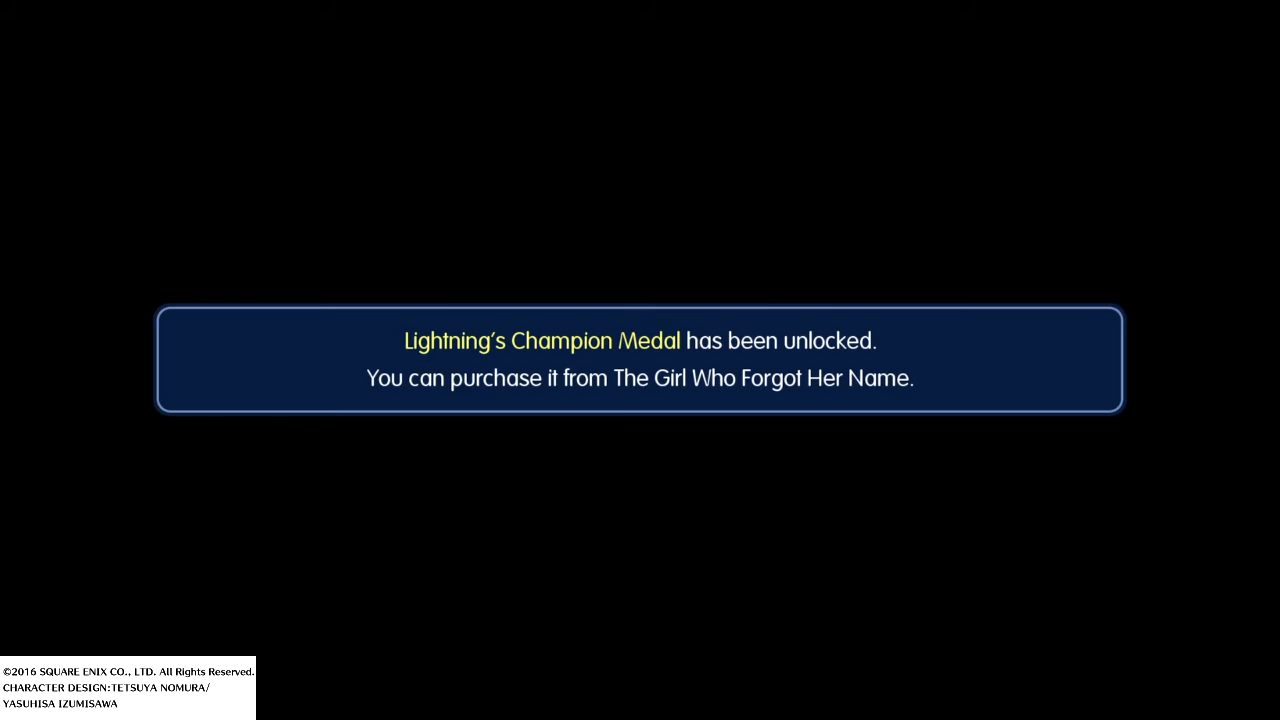 Lightning's Champion Medal has been unlocked.
You can purchase it from The Girl Who Forgot Her Name.
©2016 SQUARE ENIX CO., LTD. All Rights Reserved.
CHARACTER DESIGN:TETSUYA NOMURA/
YASUHISA IZUMISAWA